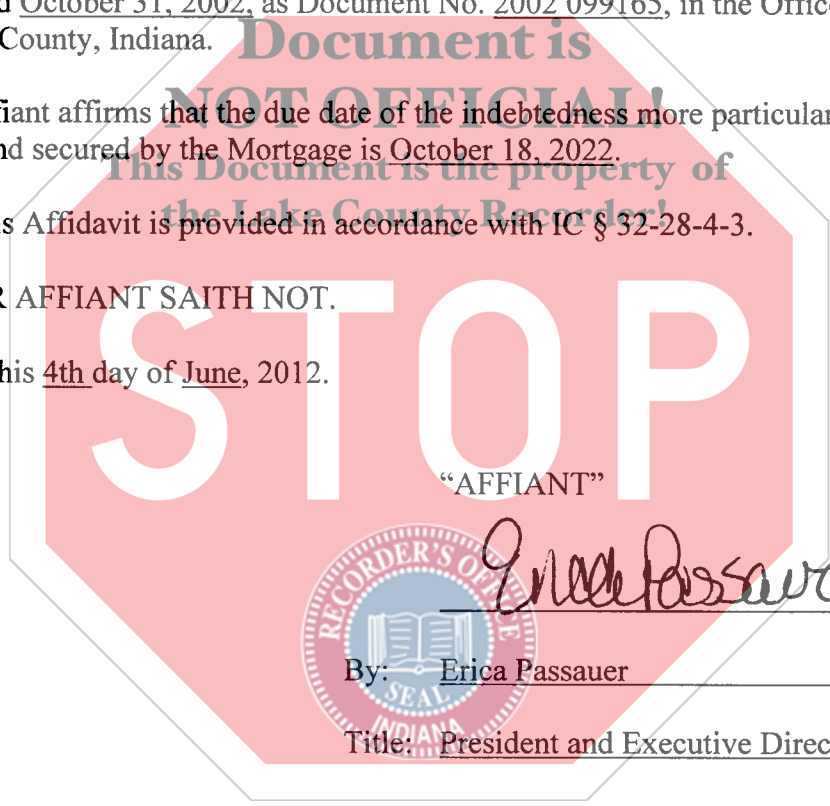 October 31, 2002, as Document No. 2002 099165, in the Office
County, Indiana.
Document is
NOT OFFICIAL!
affirms that the due date of the indebtedness more particular
secured by the Mortgage is October 18, 2022.
This Document is the property of
the Lake County Recorder!
Affidavit is provided in accordance with IC § 32-28-4-3.
AFFIANT SAITH NOT.
STOP
4th day of June, 2012.
“AFFIANT”
Erica Passauer
RECORDER'S OFFICE
SEAL
INDIANA
By: Erica Passauer
Title: President and Executive Direc